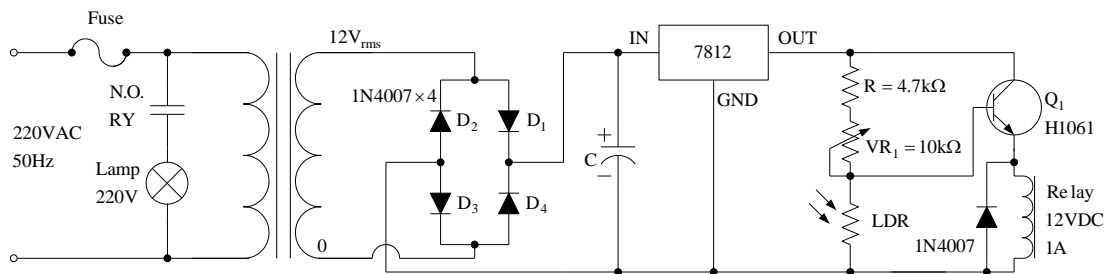 Fuse
N.O.
RY
220VAC
50Hz
Lamp
220V
12V rms
0
1N4007×4
D2
D1
D3
D4
C
+
−
IN
7812
OUT
GND
R = 4.7kΩ
VR1 = 10kΩ
LDR
Q1
H1061
1N4007
Re lay
12VDC
1A